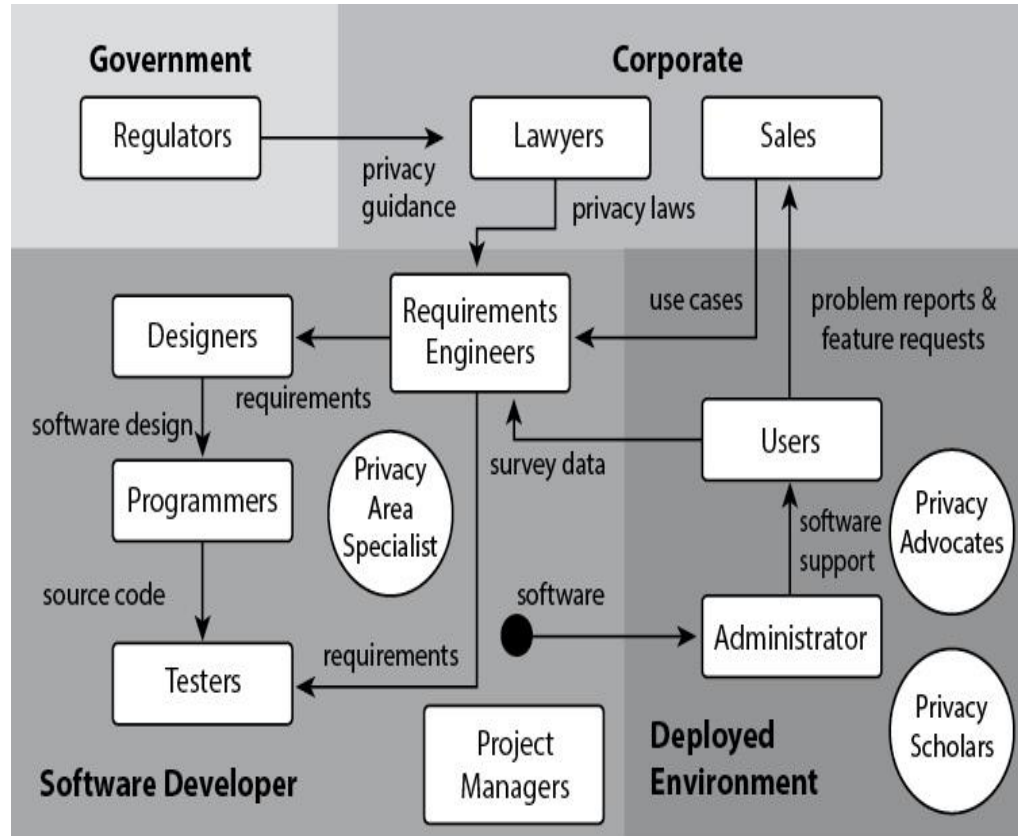 Government
Corporate
Regulators
Lawyers
Sales
privacy
guidance
privacy laws
Requirements
Engineers
use cases
problem reports &
feature requests
Designers
requirements
software design
Users
survey data
Privacy
Area
Specialist
Programmers
software
support
Privacy
Advocates
source code
software
Administrator
requirements
Testers
Privacy
Scholars
Project
Managers
Deployed
Environment
Software Developer